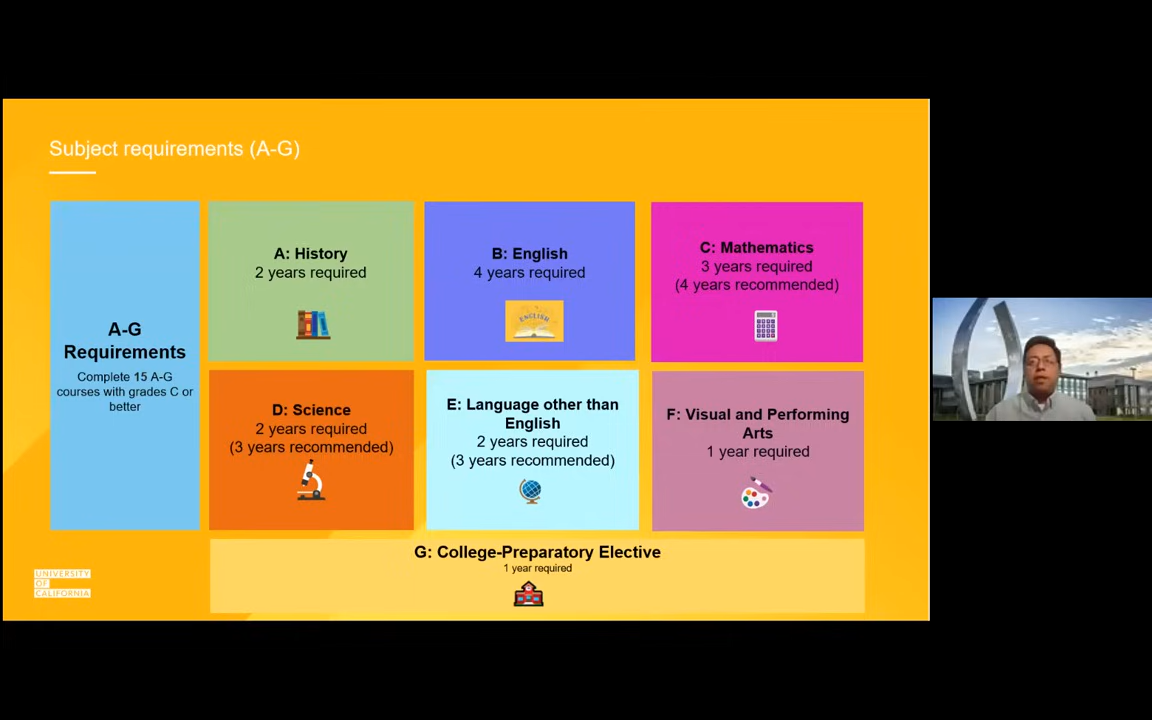 Subject requirements (A-G)
A-G
Requirements
Complete 15 A-G
courses with grades C or
better
A: History
2 years required
B: English
4 years required
ENGLISH
C: Mathematics
3 years required
(4 years recommended)
D: Science
2 years required
(3 years recommended)
E: Language other than
English
2 years required
(3 years recommended)
F: Visual and Performing
Arts
1 year required
G: College-Preparatory Elective
1 year required
UNIVERSITY
OF
CALIFORNIA